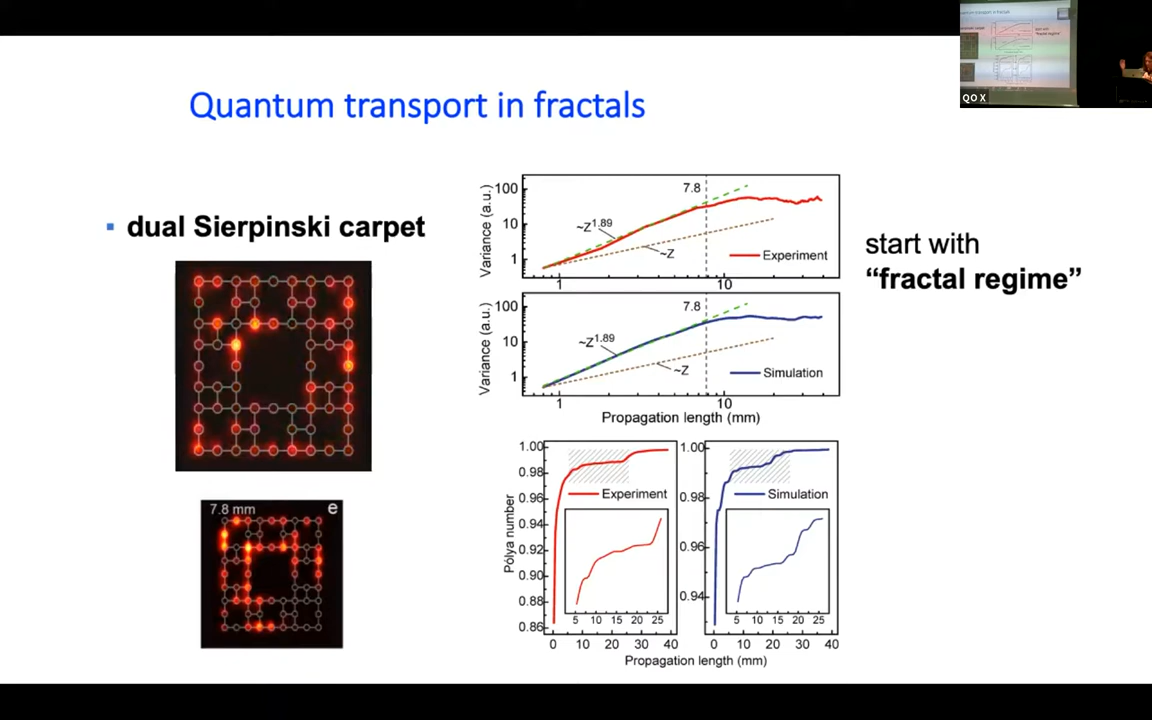 Quantum transport in fractals
QO X
▪ dual Sierpinski carpet
7.8 mm
e
Variance (a.u.)
100
10
1
7.8
~Z^1.89
~Z
Experiment
1
10
Variance (a.u.)
100
10
1
7.8
~Z^1.89
~Z
Simulation
1
10
Propagation length (mm)
start with
“fractal regime”
Pólya number
1.00
0.98
0.96
0.94
0.92
0.90
0.88
0.86
Experiment
5 10 15 20 25
0 10 20 30 40
1.00
0.98
0.96
0.94
Simulation
5 10 15 20 25
0 10 20 30 40
Propagation length (mm)